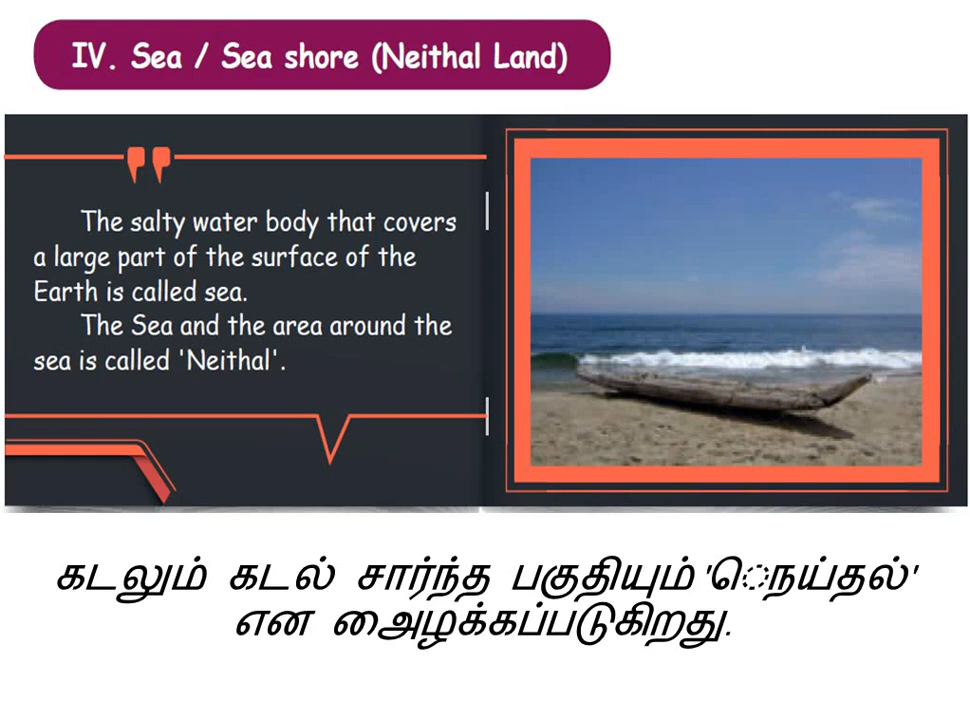 IV. Sea / Sea shore (Neithal Land)
The salty water body that covers
a large part of the surface of the
Earth is called sea.
The Sea and the area around the
sea is called 'Neithal'.
கடலும் கடல் சார்ந்த பகுதியும் 'ெநய்தல்'
என அைழக்கப்படுகிறது.